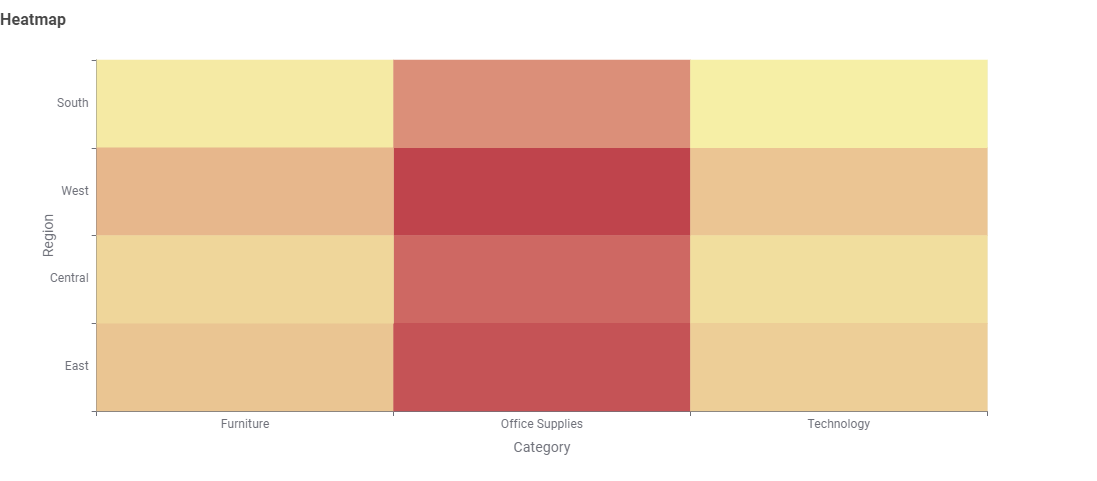 Heatmap
South
West
Central
East
Region
Furniture
Office Supplies
Technology
Category